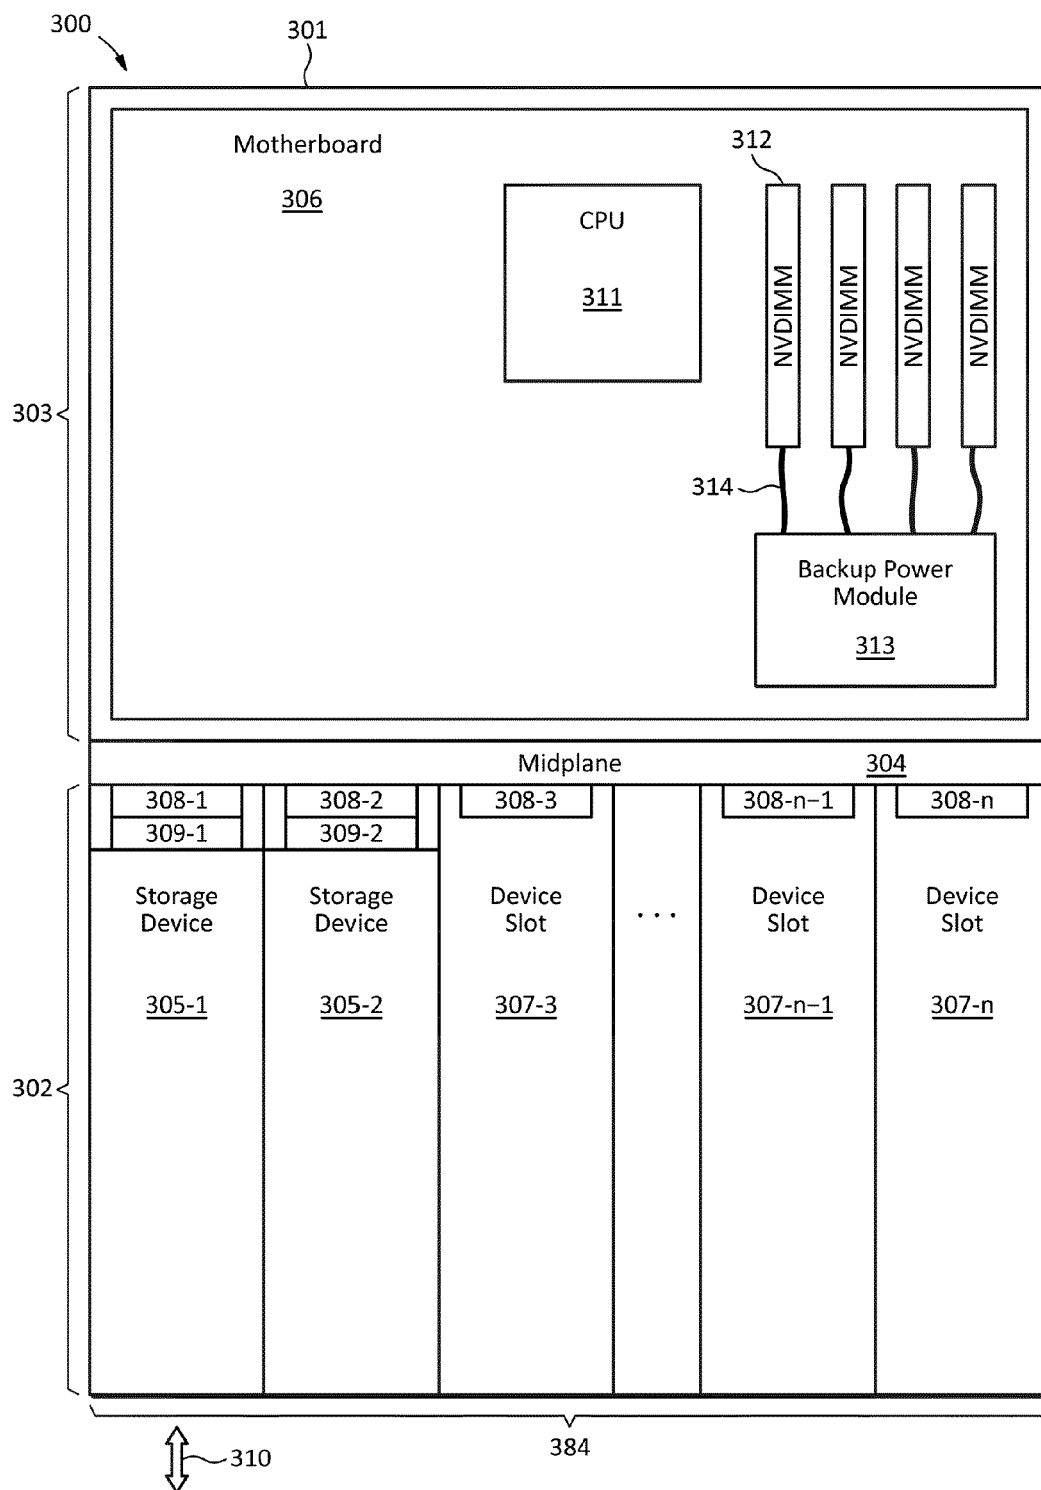 300
301
Motherboard
306
312
CPU
311
NVDIMM
NVDIMM
NVDIMM
NVDIMM
303
314
Backup Power
Module
313
Midplane 304
308-1 308-2 308-3 308-n–1 308-n
309-1 309-2
Storage
Device
305-1
Storage
Device
305-2
Device
Slot
307-3
. . .
Device
Slot
307-n–1
Device
Slot
307-n
302
384
310